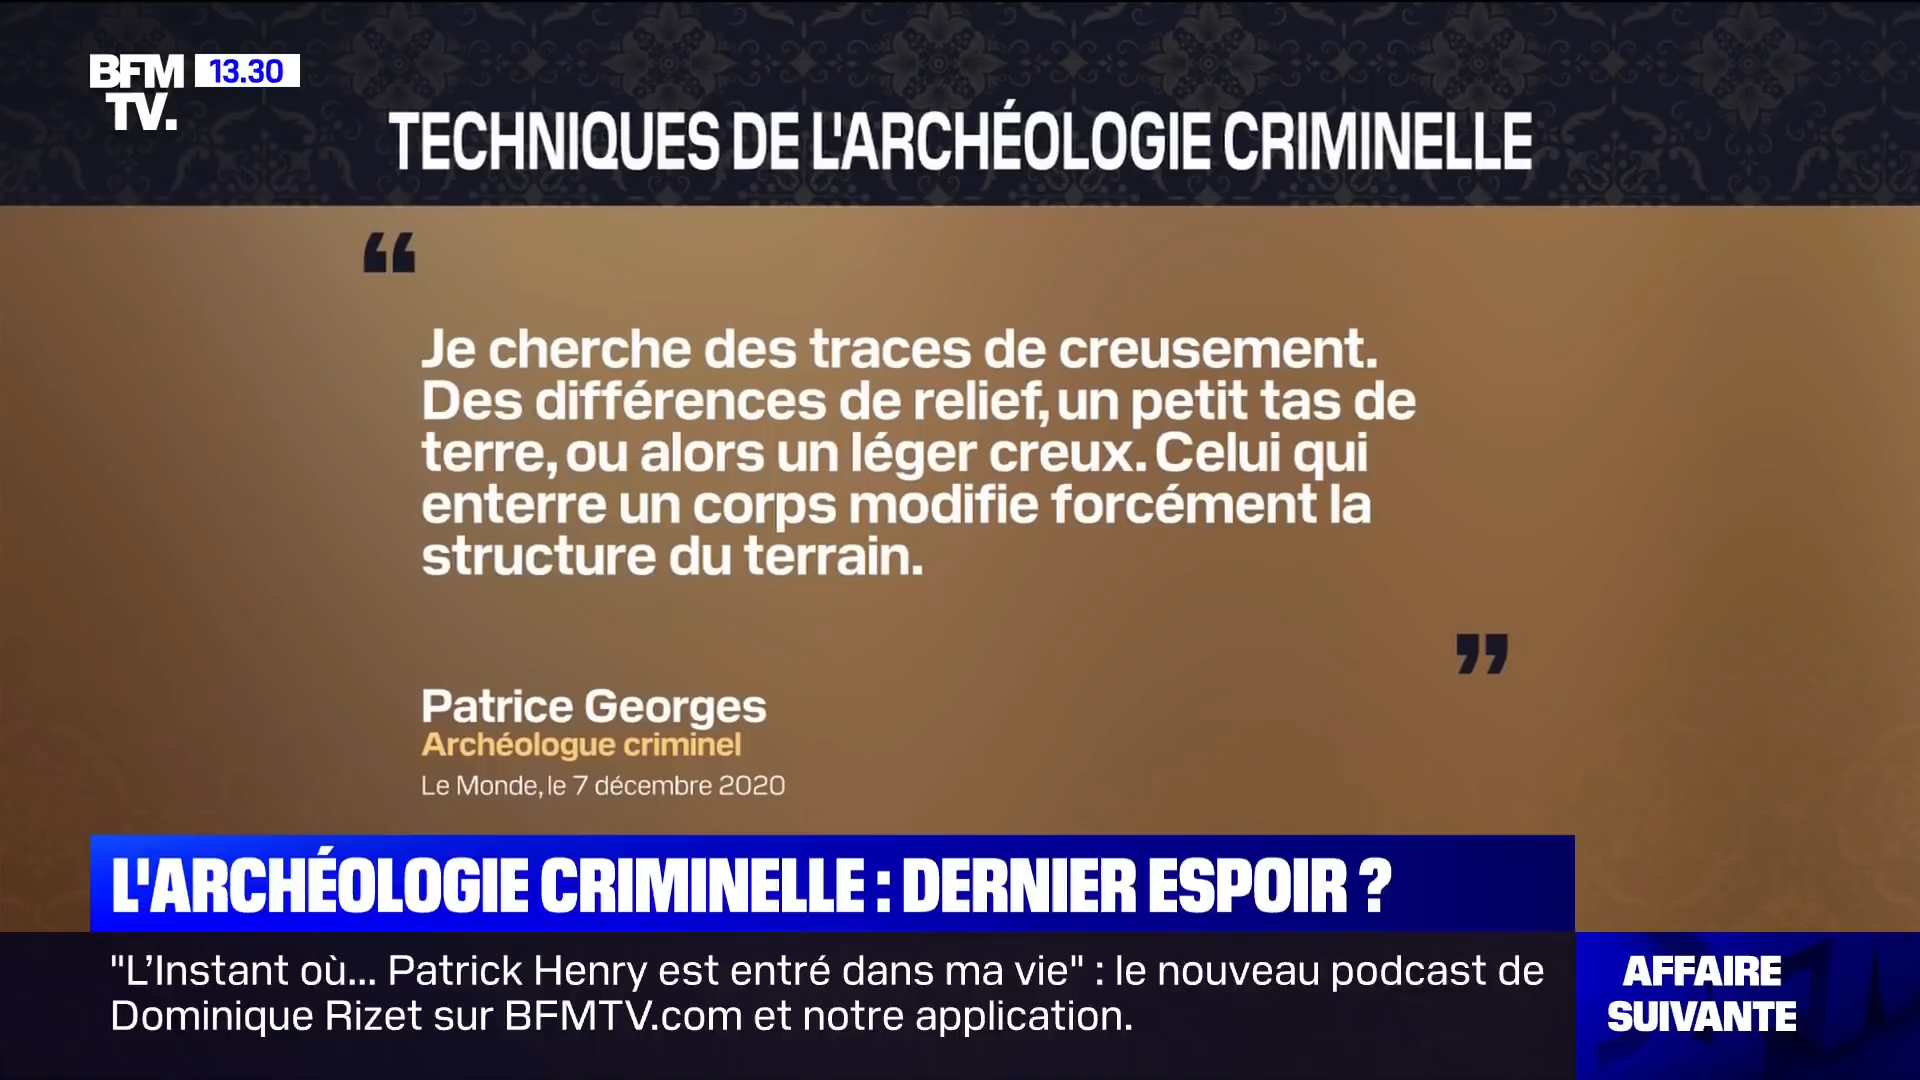 BFM 13.30
TV.
TECHNIQUES DE L'ARCHÉOLOGIE CRIMINELLE
“
Je cherche des traces de creusement.
Des différences de relief, un petit tas de
terre, ou alors un léger creux. Celui qui
enterre un corps modifie forcément la
structure du terrain.
”
Patrice Georges
Archéologue criminel
Le Monde, le 7 décembre 2020
L'ARCHÉOLOGIE CRIMINELLE : DERNIER ESPOIR ?
"L’Instant où... Patrick Henry est entré dans ma vie" : le nouveau podcast de
Dominique Rizet sur BFMTV.com et notre application.
AFFAIRE
SUIVANTE